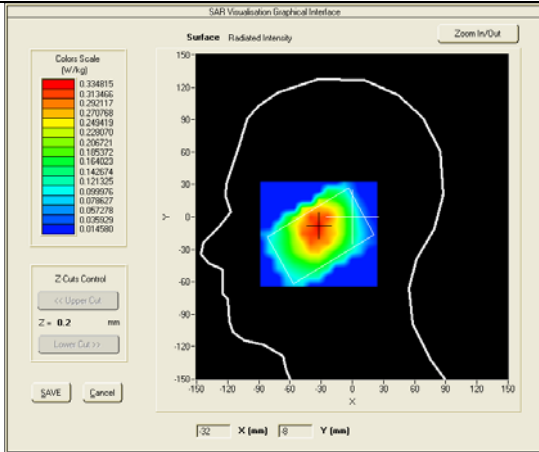 SAR Visualisation Graphical Interface
Surface Radiated Intensity
Zoom In/Out
Colors Scale
(W/kg)
0.334815
0.313466
0.292117
0.270768
0.249419
0.228070
0.206721
0.185372
0.164023
0.142674
0.121325
0.099976
0.078627
0.057278
0.035929
0.014580
Z Cuts Control
<< Upper Cut
Z = 0.2 mm
Lower Cut >>
SAVE Cancel
150-
120-
90-
60-
30-
0-
-30-
-60-
-90-
-120-
-150-
Y
-150 -120 -90 -60 -30 0 30 60 90 120 150
X
-32 X (mm) -8 Y (mm)